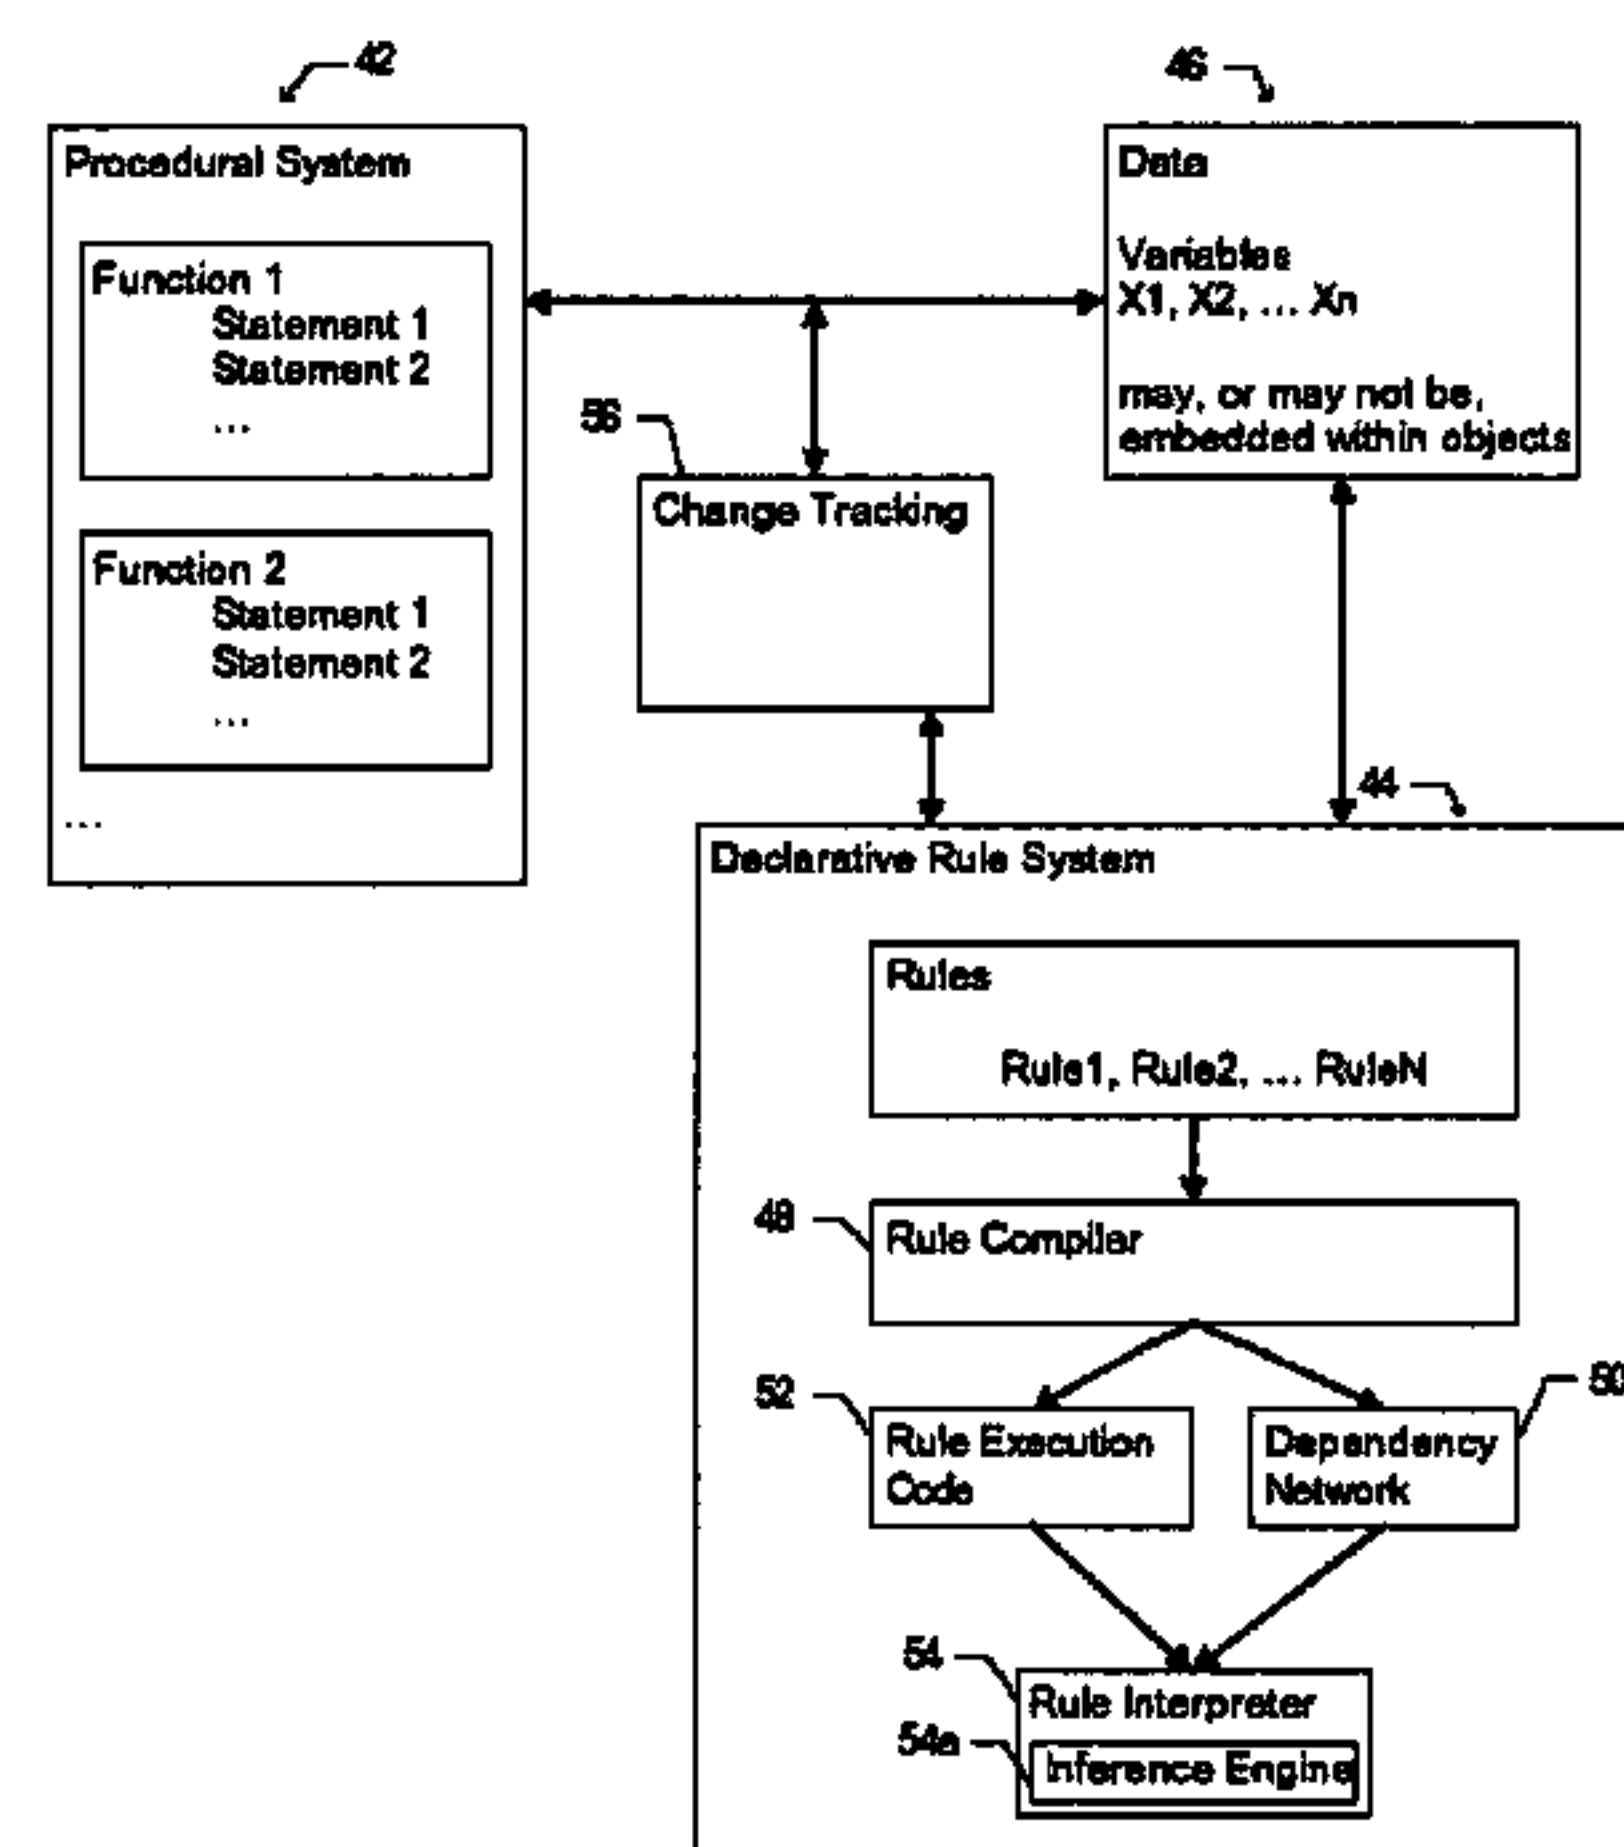 42
46
Procedural System
Function 1
Statement 1
Statement 2
...
Function 2
Statement 1
Statement 2
...
...
Data
Variables
X1, X2, ... Xn
may, or may not be,
embedded within objects
56
Change Tracking
44
Declarative Rule System
Rules
Rule1, Rule2, ... RuleN
48
Rule Compiler
52
Rule Execution
Code
50
Dependency
Network
54
Rule Interpreter
54a
Inference Engine